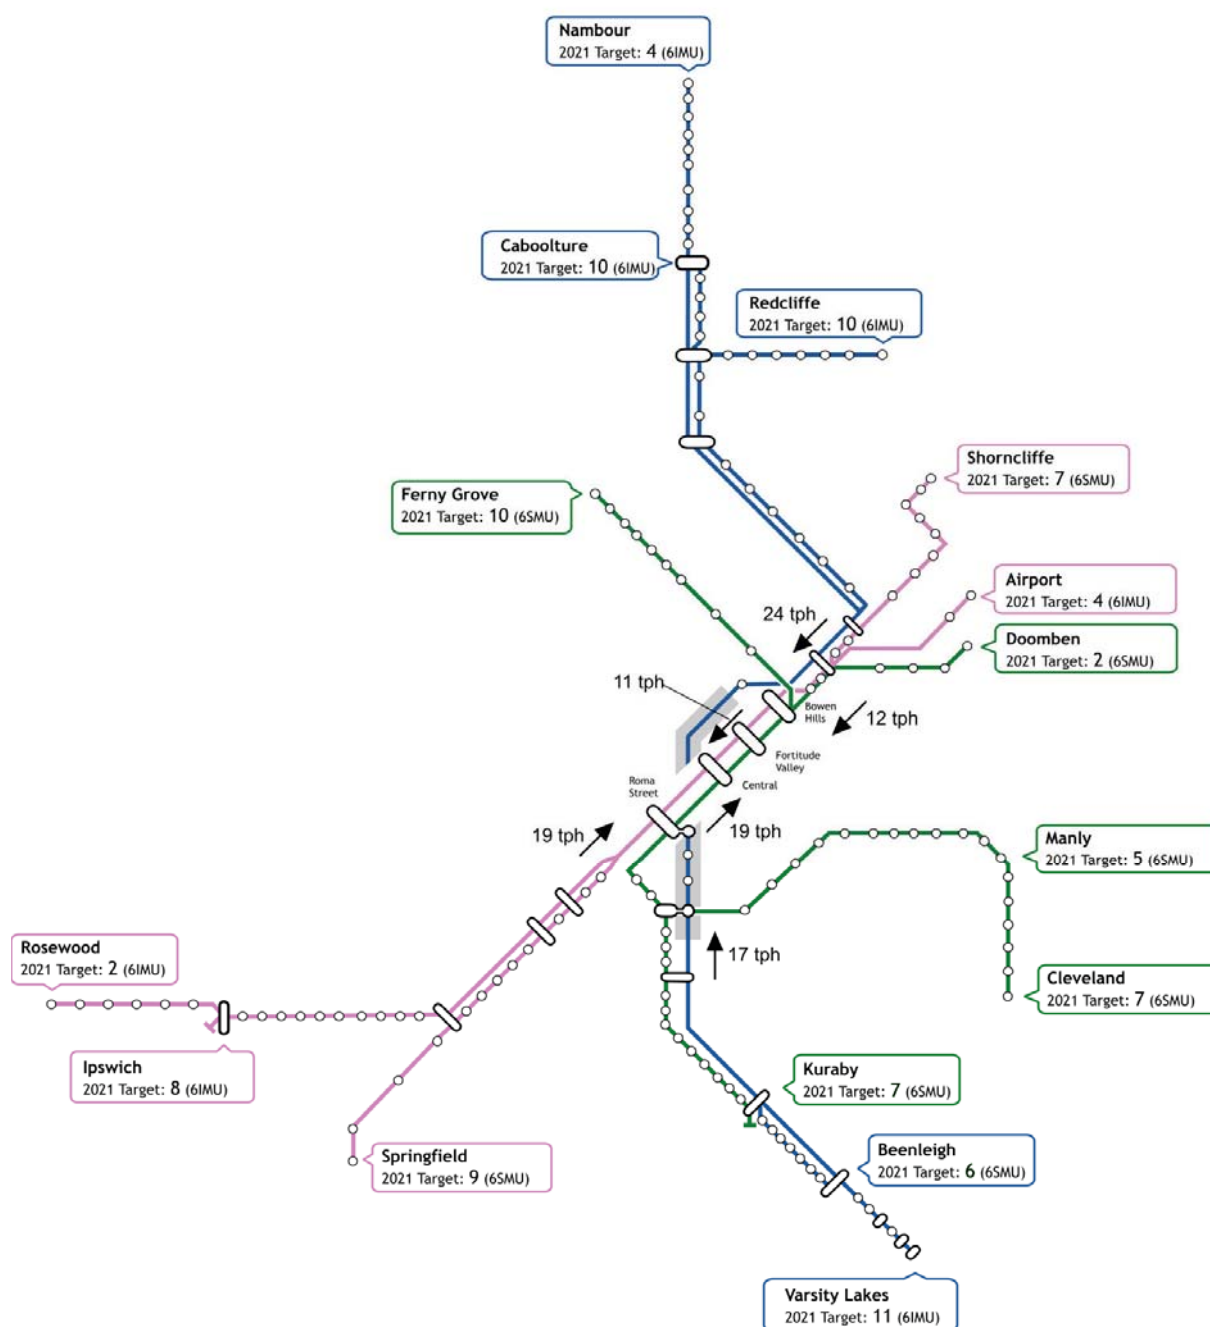 Nambour
2021 Target: 4 (6IMU)
Caboolture
2021 Target: 10 (6IMU)
Redcliffe
2021 Target: 10 (6IMU)
Shorncliffe
2021 Target: 7 (6SMU)
Ferny Grove
2021 Target: 10 (6SMU)
Airport
2021 Target: 4 (6IMU)
24 tph
Doomben
2021 Target: 2 (6SMU)
11 tph
Bowen
Hills
12 tph
Fortitude
Valley
Roma
Street
Central
19 tph
19 tph
Manly
2021 Target: 5 (6SMU)
17 tph
Rosewood
2021 Target: 2 (6IMU)
Cleveland
2021 Target: 7 (6SMU)
Ipswich
2021 Target: 8 (6IMU)
Kuraby
2021 Target: 7 (6SMU)
Springfield
2021 Target: 9 (6SMU)
Beenleigh
2021 Target: 6 (6SMU)
Varsity Lakes
2021 Target: 11 (6IMU)